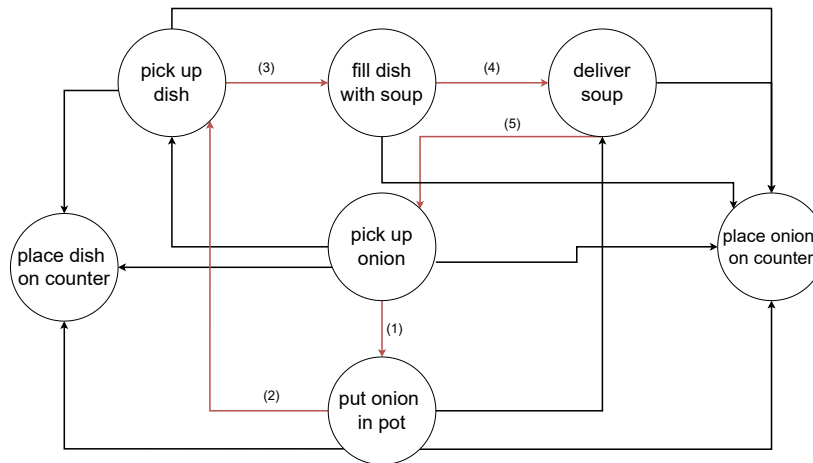 (3)
(4)
pick up
dish
fill dish
with soup
deliver
soup
(5)
pick up
onion
place dish
on counter
place onion
on counter
(1)
(2)
put onion
in pot